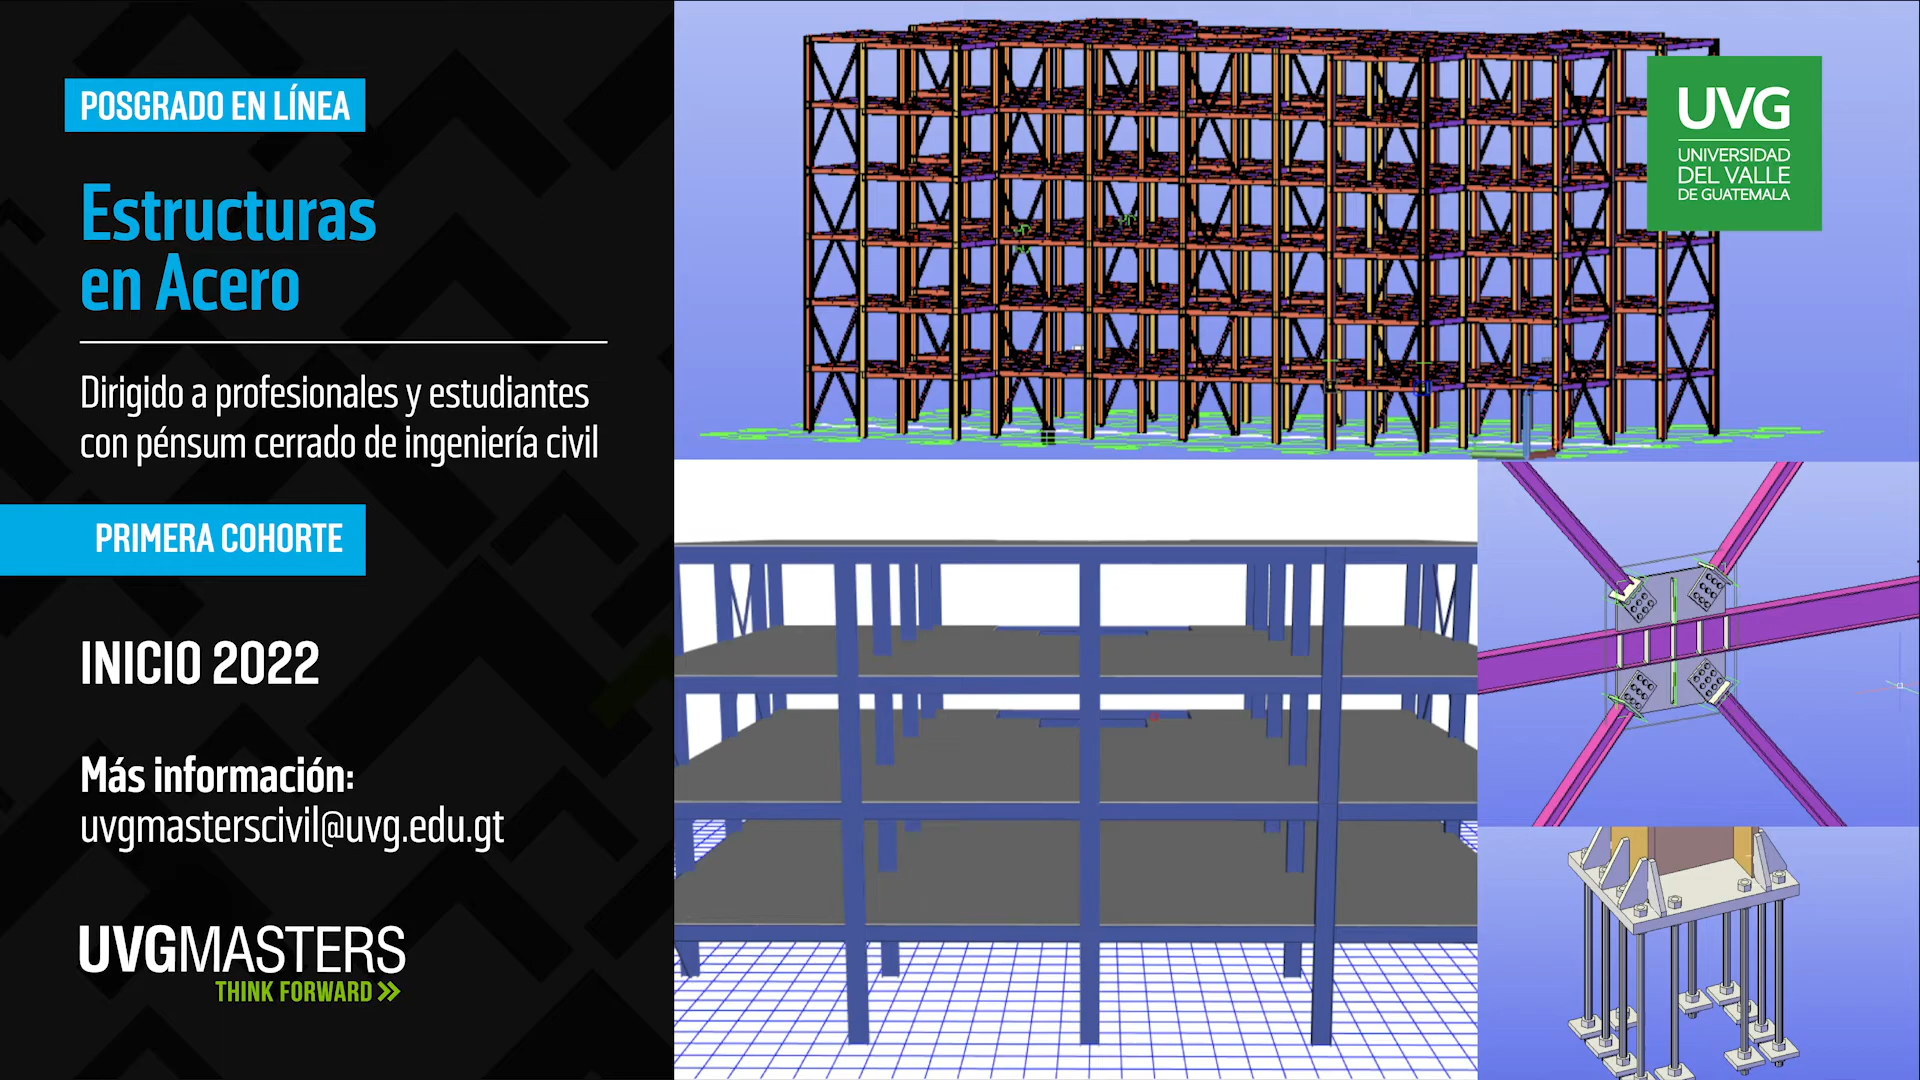 POSGRADO EN LÍNEA
Estructuras
en Acero
Dirigido a profesionales y estudiantes
con pénsum cerrado de ingeniería civil
PRIMERA COHORTE
INICIO 2022
Más información:
uvgmasterscivil@uvg.edu.gt
UVGMASTERS
THINK FORWARD
UVG
UNIVERSIDAD
DEL VALLE
DE GUATEMALA